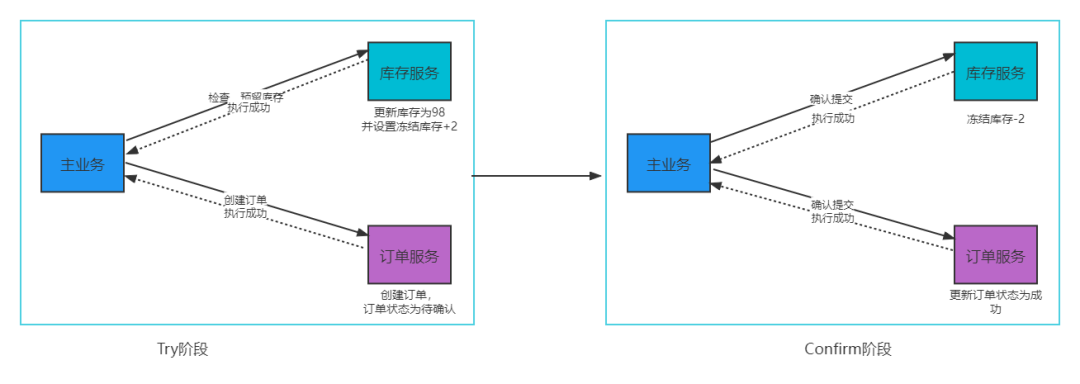 库存服务
检查、预留库存
执行成功
更新库存为98
并设置冻结库存+2
主业务
创建订单
执行成功
订单服务
创建订单，
订单状态为待确认
Try阶段
库存服务
确认提交
执行成功
冻结库存-2
主业务
确认提交
执行成功
订单服务
更新订单状态为成
功
Confirm阶段